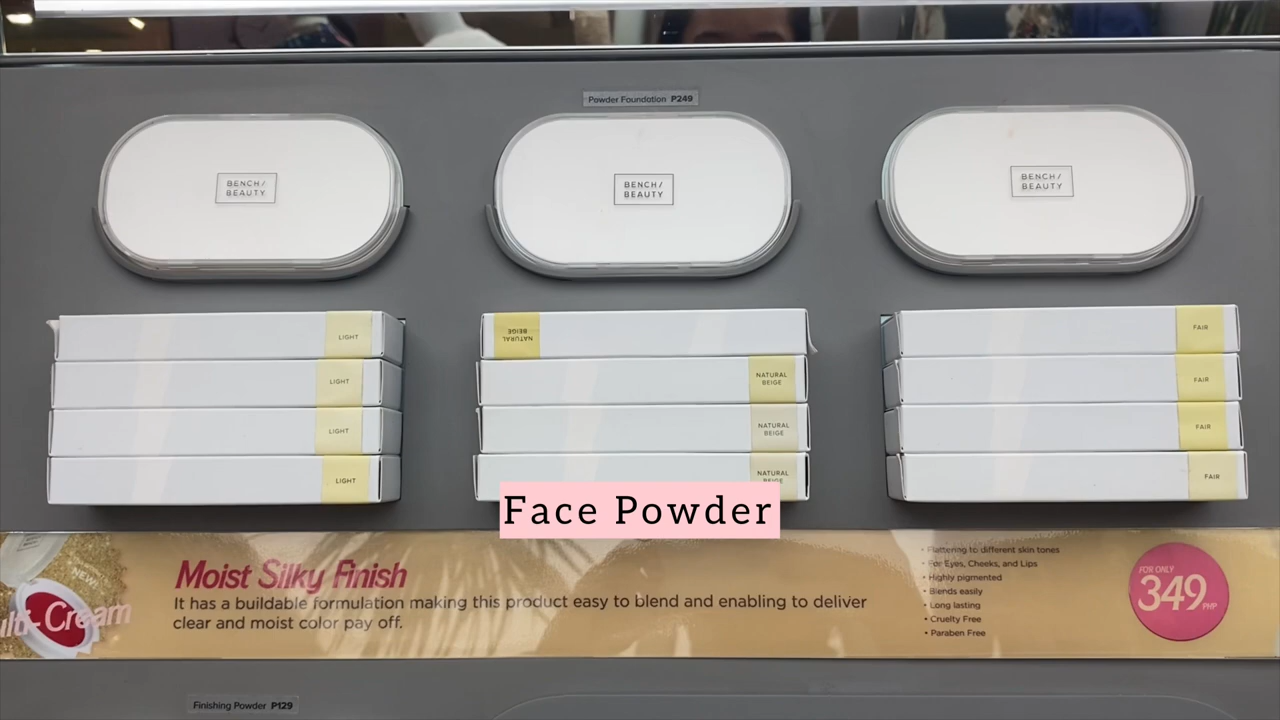 Powder Foundation P249
BENCH/
BEAUTY
BENCH/
BEAUTY
BENCH/
BEAUTY
LIGHT
LIGHT
LIGHT
LIGHT
NATURAL
BEIGE
NATURAL
BEIGE
NATURAL
BEIGE
NATURAL
BEIGE
FAIR
FAIR
FAIR
FAIR
Face Powder
NEW!
Cream
Moist Silky Finish
It has a buildable formulation making this product easy to blend and enabling to deliver
clear and moist color pay off.
• Flattering to different skin tones
• For Eyes, Cheeks, and Lips
• Highly pigmented
• Blends easily
• Long lasting
• Cruelty Free
• Paraben Free
FOR ONLY
349 PHP
Finishing Powder P129